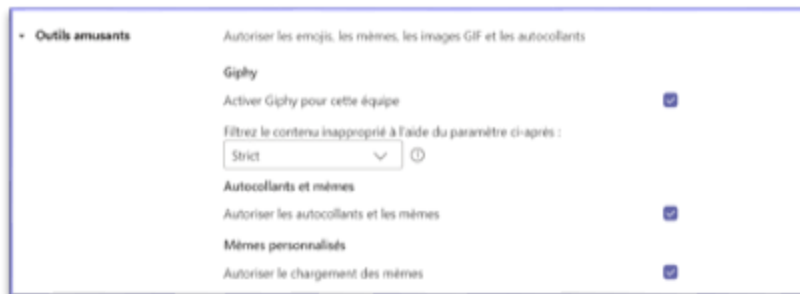 Outils amusants
Autoriser les emojis, les mèmes, les images GIF et les autocollants
Giphy
Activer Giphy pour cette équipe
Filtrez le contenu inapproprié à l'aide du paramètre ci-après :
Strict
Autocollants et mèmes
Autoriser les autocollants et les mèmes
Mèmes personnalisés
Autoriser le chargement des mèmes